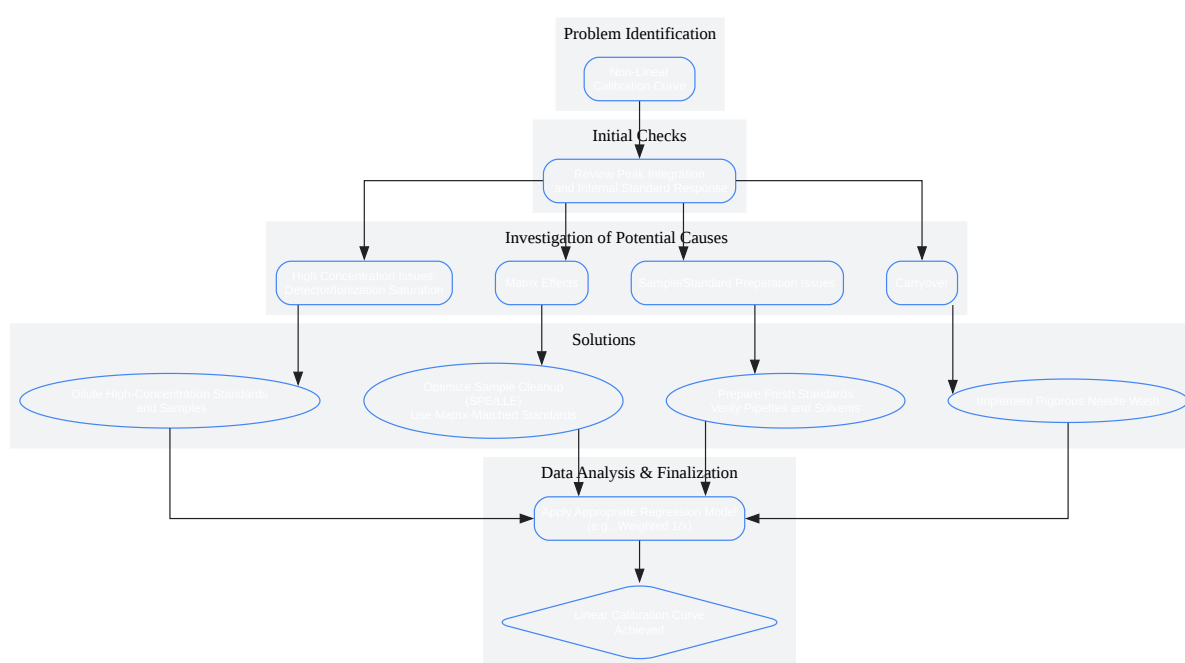 Problem Identification
Non-Linear
Calibration Curve
Initial Checks
Review Peak Integration
and Internal Standard Response
Investigation of Potential Causes
High Concentration Issues:
Detector/Ionization Saturation
Matrix Effects
Sample/Standard Preparation Issues
Carryover
Solutions
Dilute High-Concentration Standards
and Samples
Optimize Sample Cleanup
(SPE/LLE)
Use Matrix-Matched Standards
Prepare Fresh Standards
Verify Pipettes and Solvents
Implement Rigorous Needle Wash
Data Analysis & Finalization
Apply Appropriate Regression Model
(e.g., Weighted 1/x)
Linear Calibration Curve
Achieved